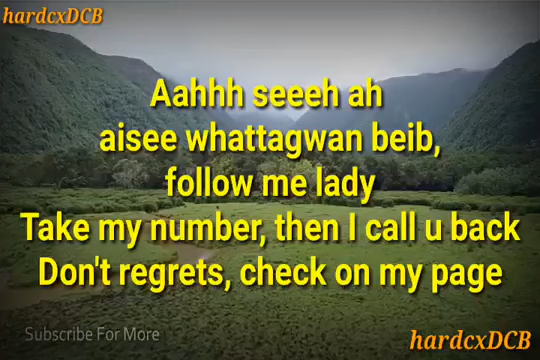 hardcxDCB
Aahhh seeeh ah
aisee whattagwan beib,
follow me lady
Take my number, then I call u back
Don't regrets, check on my page
Subscribe For More
hardcxDCB